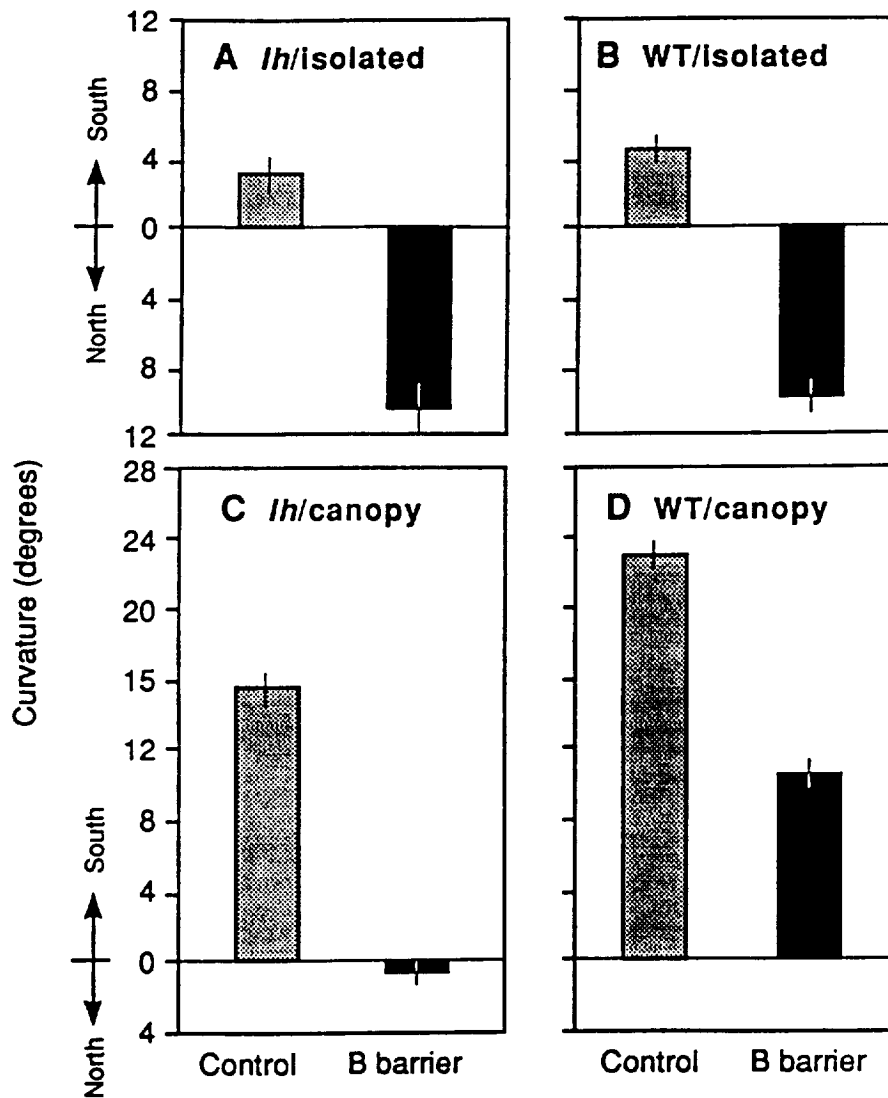 A lh/isolated
B WT/isolated
12
8
4
0
4
8
12
South
North
C lh/canopy
D WT/canopy
28
24
20
15
12
8
4
0
4
South
North
Curvature (degrees)
Control
B barrier
Control
B barrier